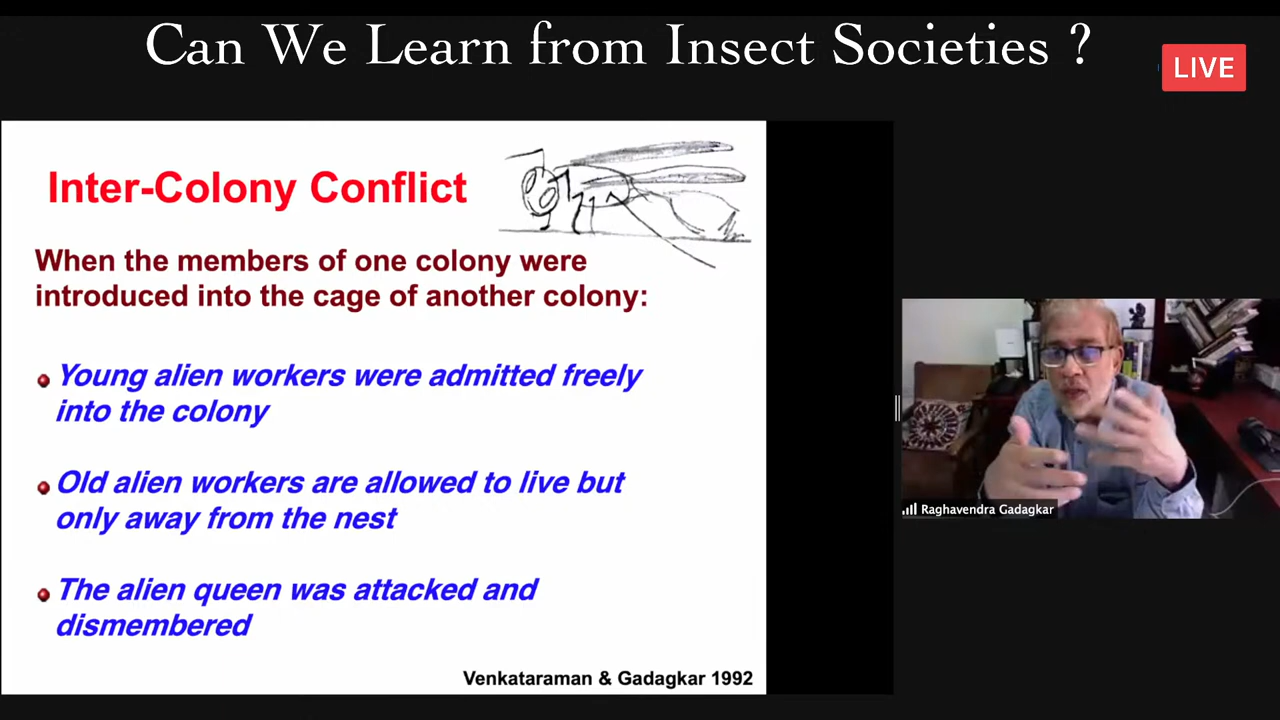 Can We Learn from Insect Societies ?
LIVE
Inter-Colony Conflict
When the members of one colony were
introduced into the cage of another colony:
Young alien workers were admitted freely
into the colony
Old alien workers are allowed to live but
only away from the nest
The alien queen was attacked and
dismembered
Venkataraman & Gadagkar 1992
Raghavendra Gadagkar